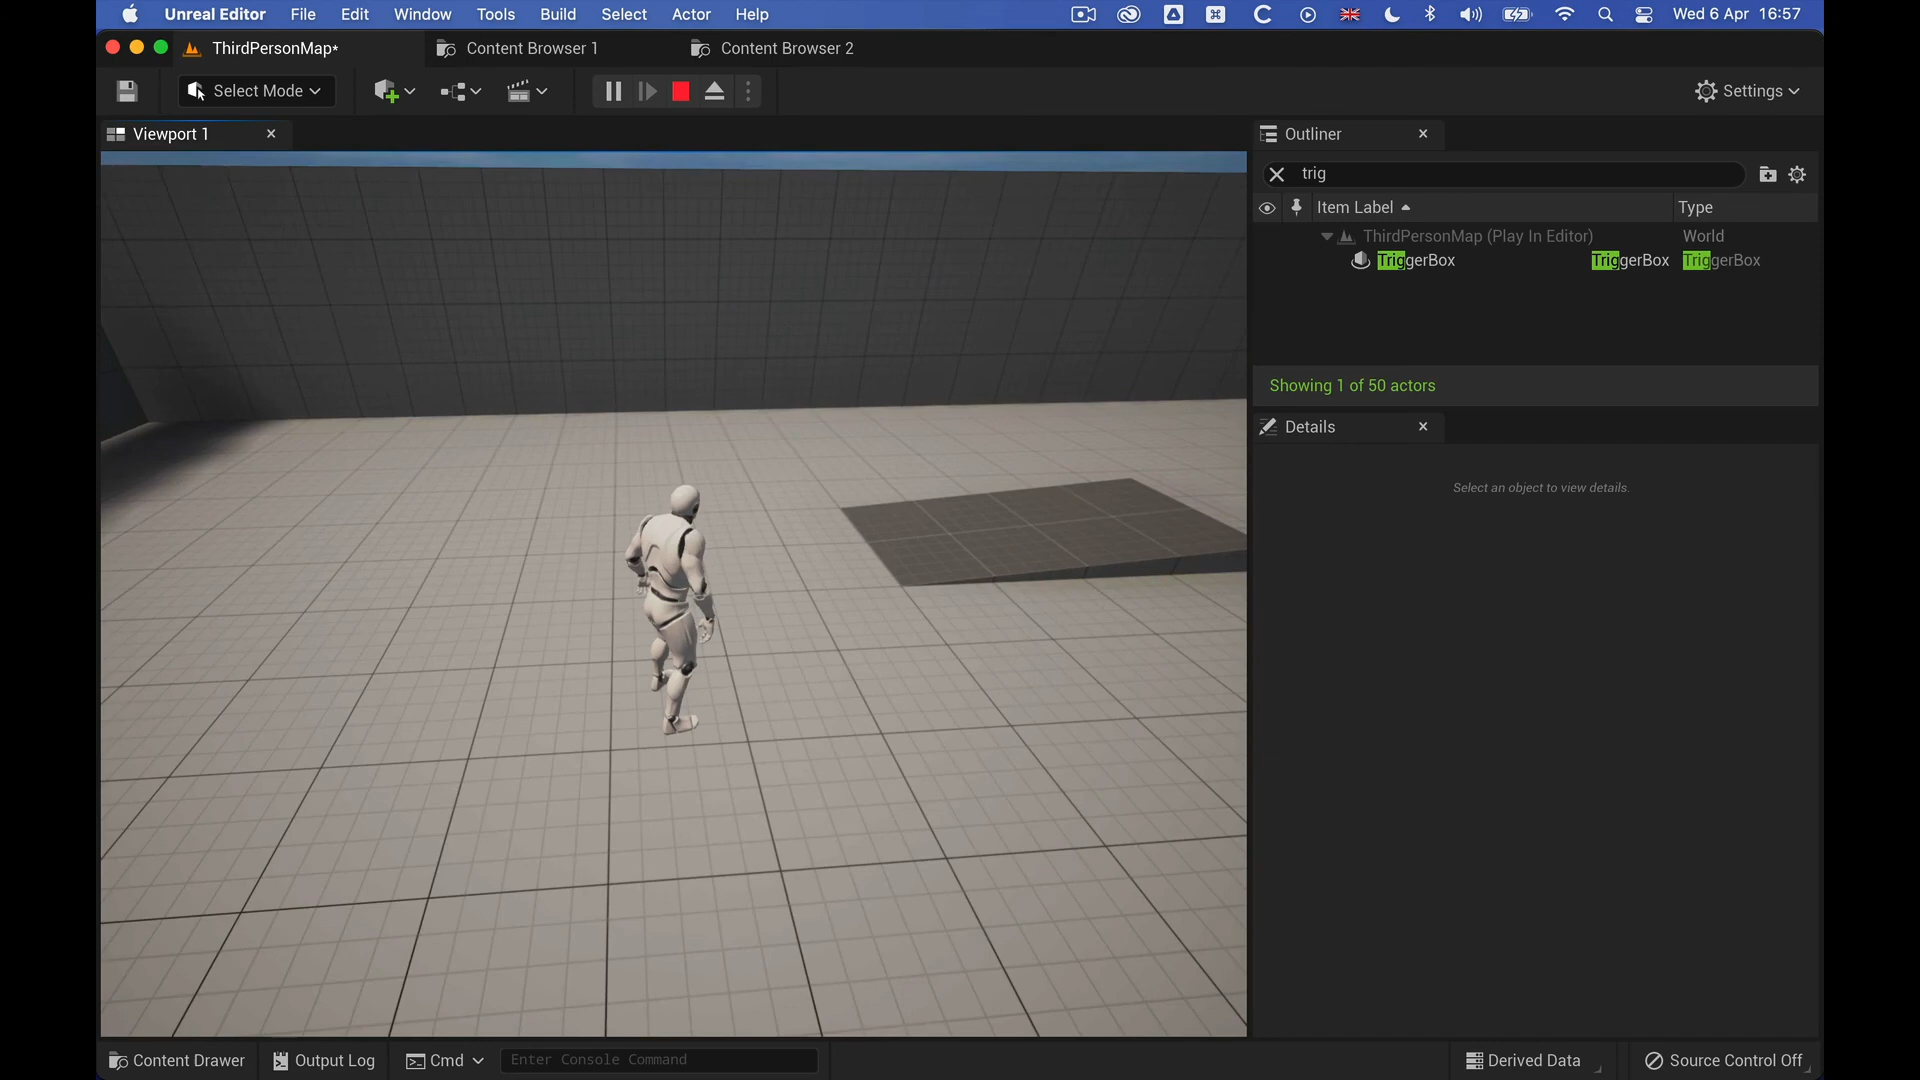 Unreal Editor File Edit Window Tools Build Select Actor Help Wed 6 Apr 16:57
ThirdPersonMap* Content Browser 1 Content Browser 2
Select Mode Settings
Viewport 1
Outliner
trig
Item Label Type
ThirdPersonMap (Play In Editor) World
TriggerBox TriggerBox TriggerBox
Showing 1 of 50 actors
Details
Select an object to view details.
Content Drawer Output Log Cmd Enter Console Command Derived Data Source Control Off